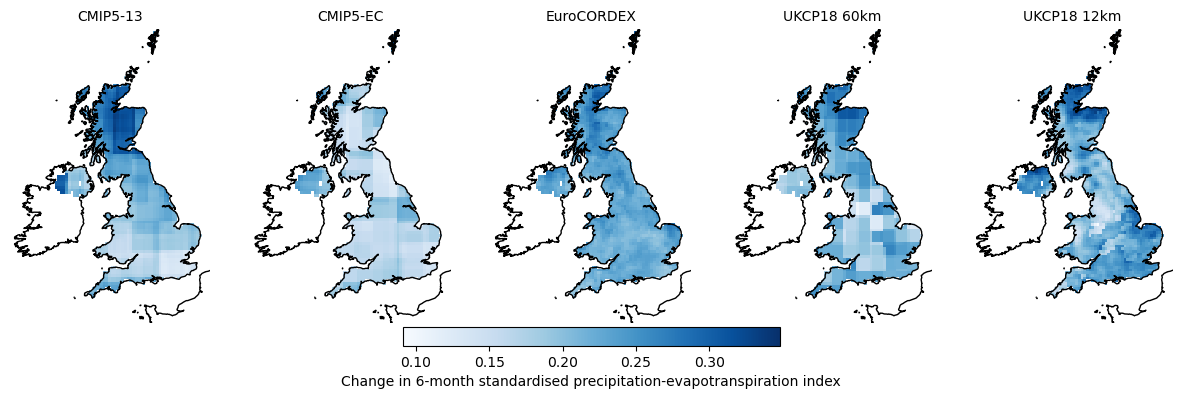 CMIP5-13 CMIP5-EC EuroCORDEX UKCP18 60km UKCP18 12km
0.10 0.15 0.20 0.25 0.30
Change in 6-month standardised precipitation-evapotranspiration index